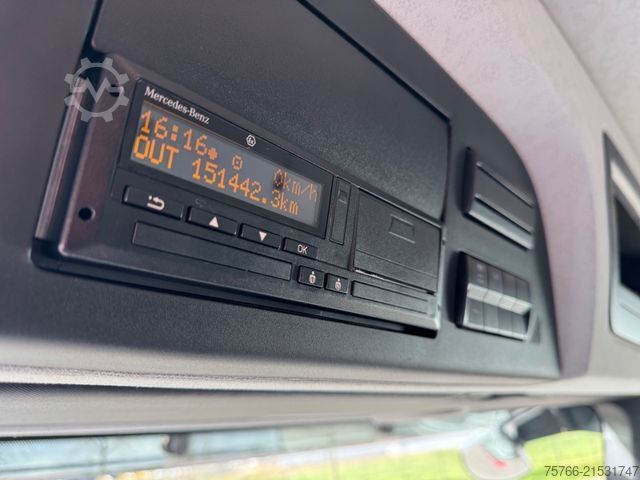 Mercedes-Benz
16:16 0km/h
OUT 151442.3km
OK
75766-21531747